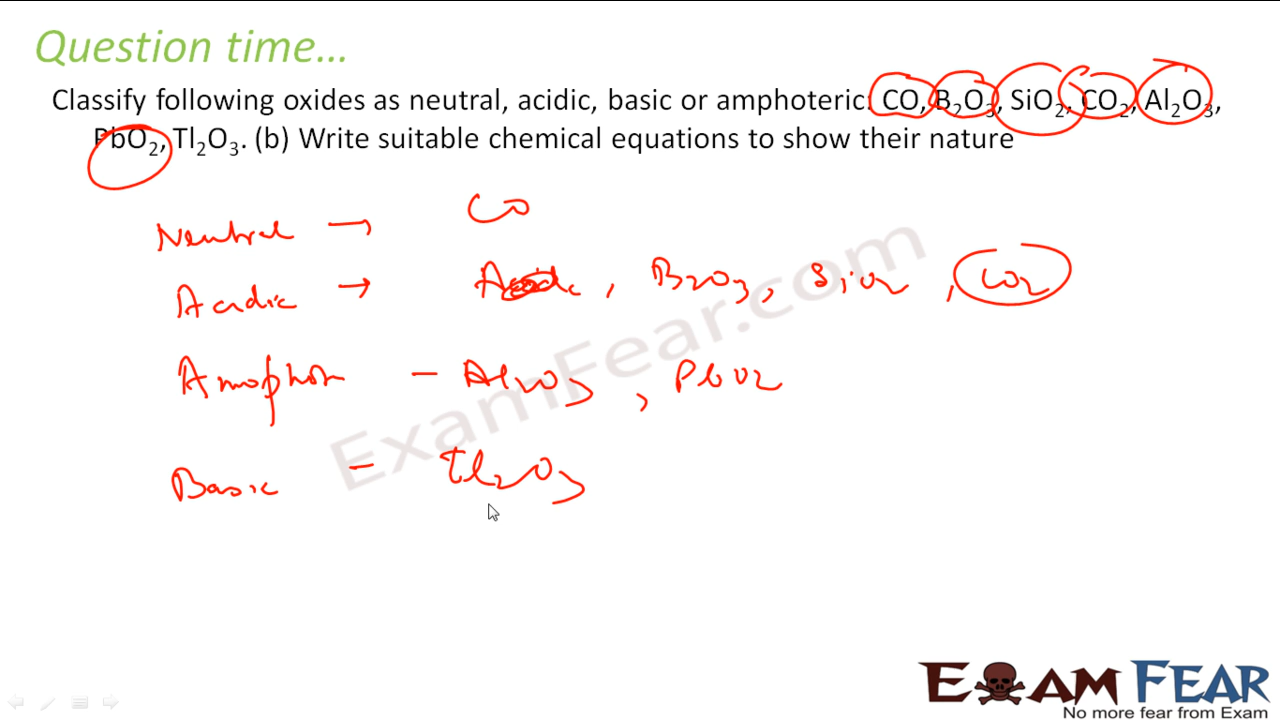 Question time...
Classify following oxides as neutral, acidic, basic or amphoteric: CO, B₂O₃, SiO₂, CO₂, Al₂O₃,
PbO₂, Tl₂O₃. (b) Write suitable chemical equations to show their nature
Neutral → CO
Acidic → , B2O3, SiO2, CO2
Amophon - Al2O3, PbO2
Basic = Tl2O3
ExamFear.com
EXAM FEAR
No more fear from Exam